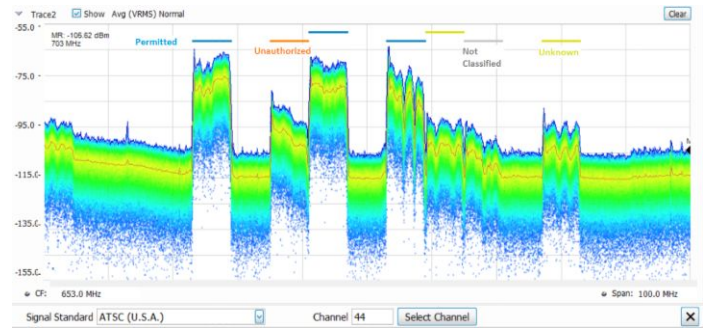 Trace2 Show Avg (VRMS) Normal Clear
-55.0
MR: -106.62 dBm
703 MHz
Permitted
Unauthorized
Not
Classified
Unknown
-75.0
-95.0
M
-115.0
-135.0
-155.0
CF: 653.0 MHz Span: 100.0 MHz
Signal Standard ATSC (U.S.A.) Channel 44 Select Channel